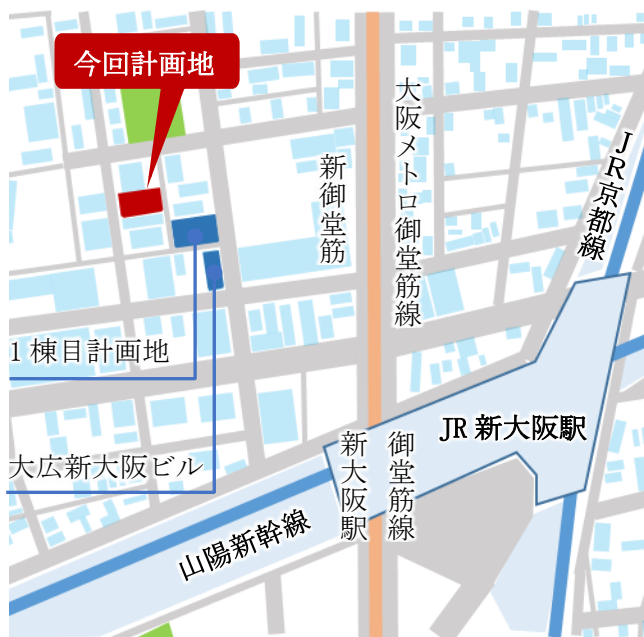 今回計画地
新御堂筋
大阪メトロ御堂筋線
JR京都線
1棟目計画地
大広新大阪ビル
JR新大阪駅
新大阪駅
御堂筋線
山陽新幹線